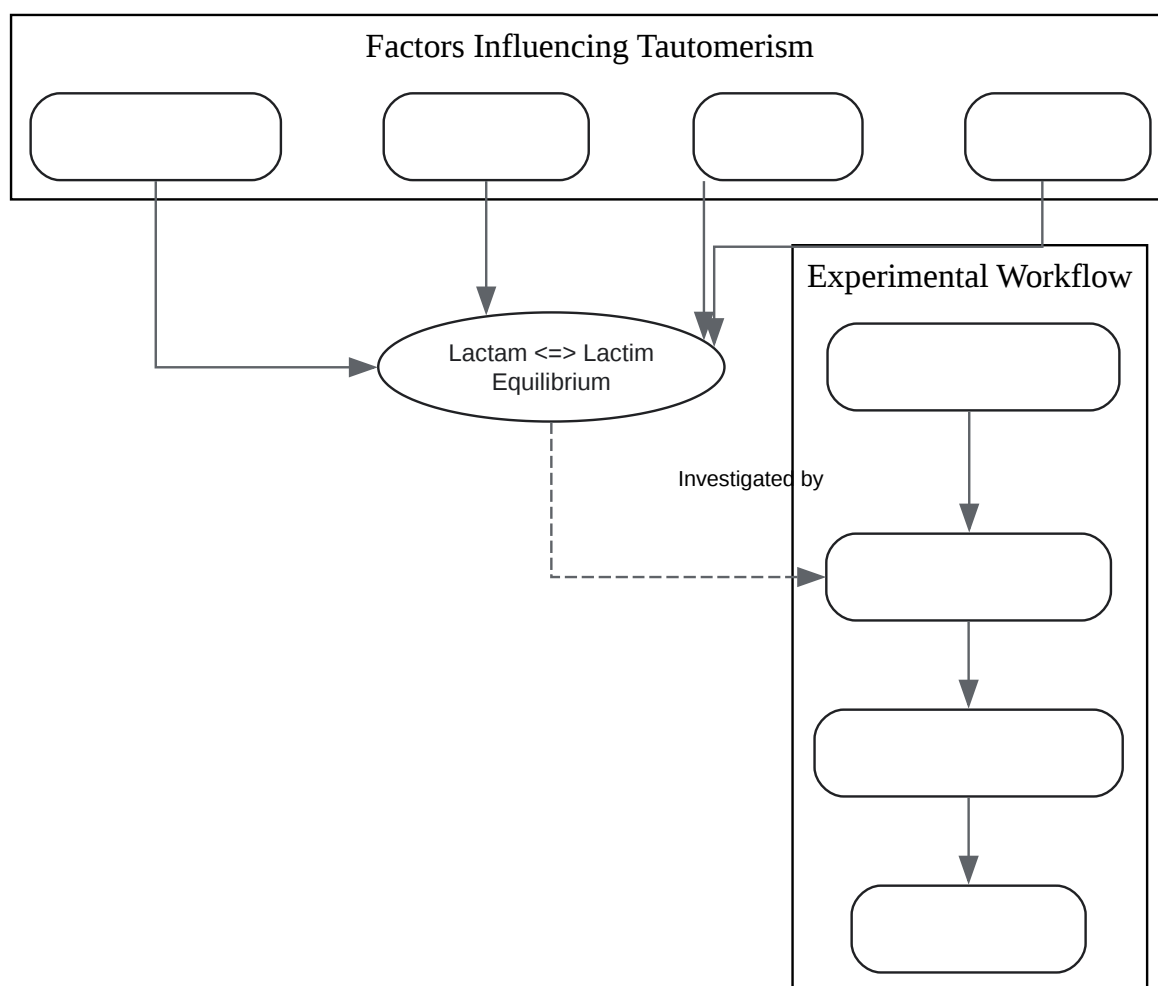 Factors Influencing Tautomerism
Experimental Workflow
Lactam <=> Lactim
Equilibrium
Investigated by